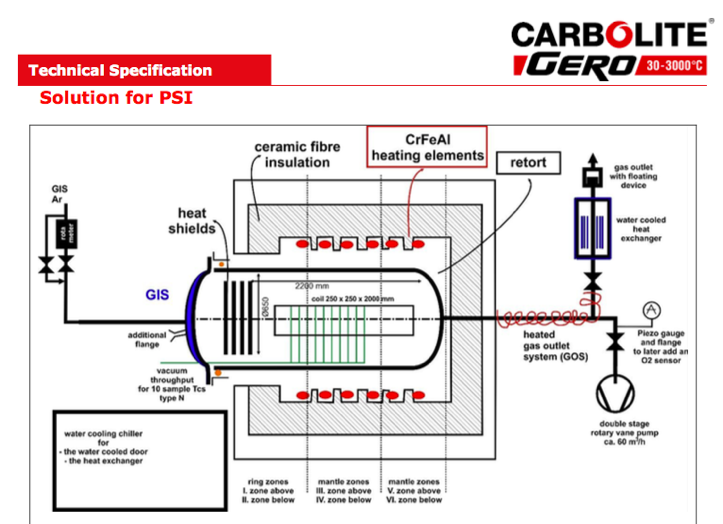 CARBOLITE®
GERO 30-3000°C
Technical Specification
Solution for PSI
CrFeAl
heating elements
ceramic fibre
insulation
retort
gas outlet
with floating
device
GIS
Ar
rota
meter
heat
shields
water cooled
heat
exchanger
2200 mm
GIS
Ø650
coil 250 x 250 x 2000 mm
additional
flange
heated
gas outlet
system (GOS)
A
Piezo gauge
and flange
to later add an
O2 sensor
vacuum
throughput
for 10 sample Tcs
type N
water cooling chiller
for
- the water cooled door
- the heat exchanger
double stage
rotary vane pump
ca. 60 m³/h
ring zones
I. zone above
II. zone below
mantle zones
III. zone above
IV. zone below
mantle zones
V. zone above
VI. zone below